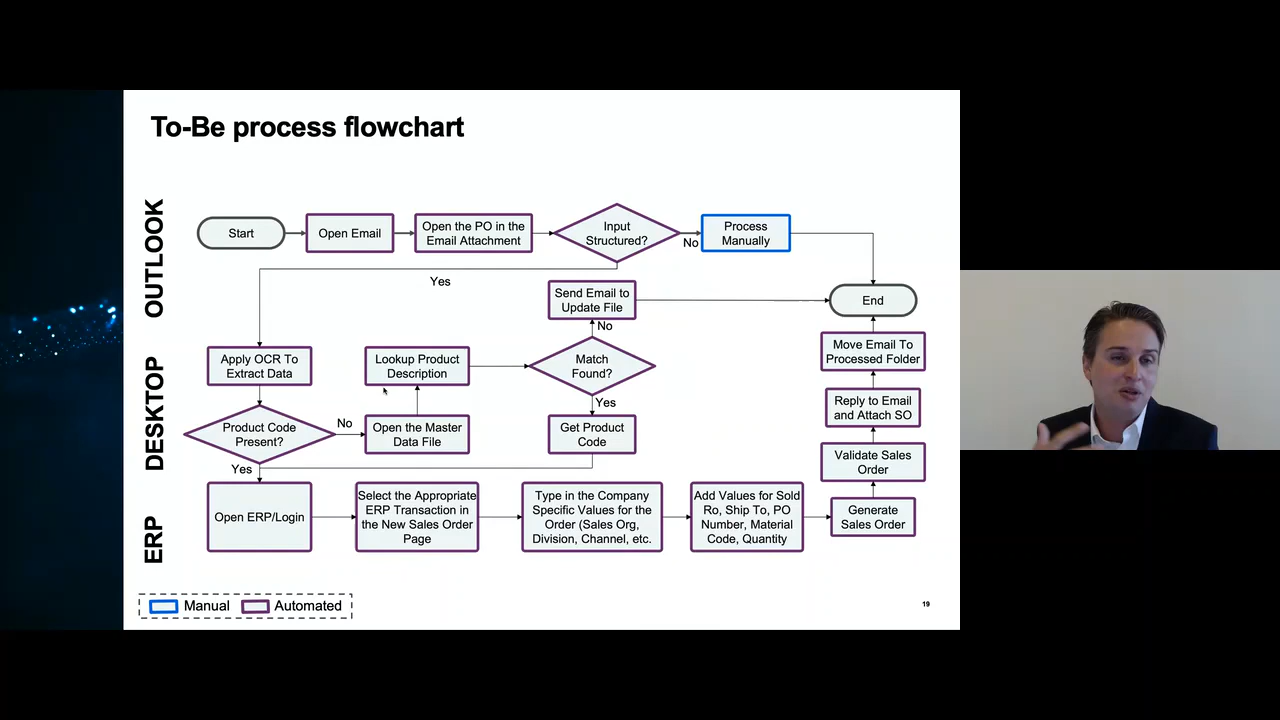 To-Be process flowchart
OUTLOOK
Start
Open Email
Open the PO in the
Email Attachment
Input
Structured?
No
Process
Manually
Yes
Send Email to
Update File
End
No
DESKTOP
Apply OCR To
Extract Data
Lookup Product
Description
Match
Found?
Move Email To
Processed Folder
Yes
Product Code
Present?
No
Open the Master
Data File
Get Product
Code
Reply to Email
and Attach SO
Yes
Validate Sales
Order
ERP
Open ERP/Login
Select the Appropriate
ERP Transaction in
the New Sales Order
Page
Type in the Company
Specific Values for the
Order (Sales Org,
Division, Channel, etc.
Add Values for Sold
Ro, Ship To, PO
Number, Material
Code, Quantity
Generate
Sales Order
Manual
Automated
19